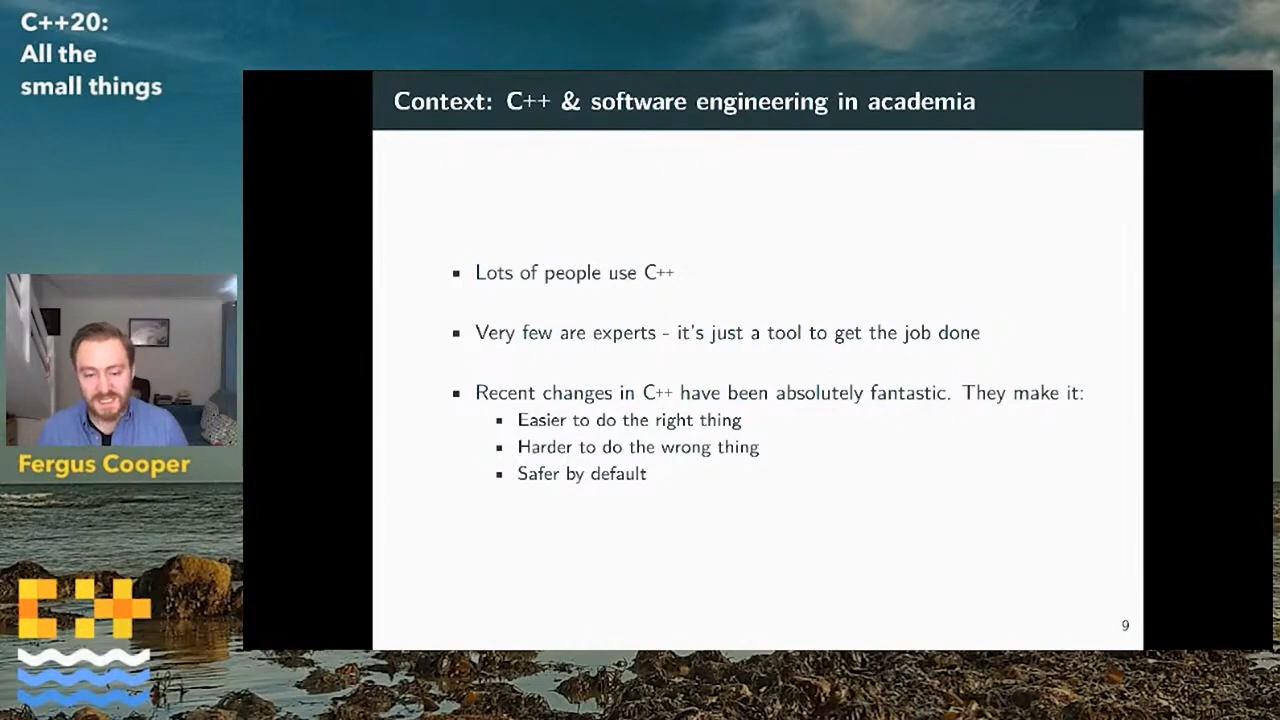 C++20:
All the
small things
Context: C++ & software engineering in academia
▪ Lots of people use C++
▪ Very few are experts - it's just a tool to get the job done
▪ Recent changes in C++ have been absolutely fantastic. They make it:
▪ Easier to do the right thing
▪ Harder to do the wrong thing
▪ Safer by default
9
Fergus Cooper
C++